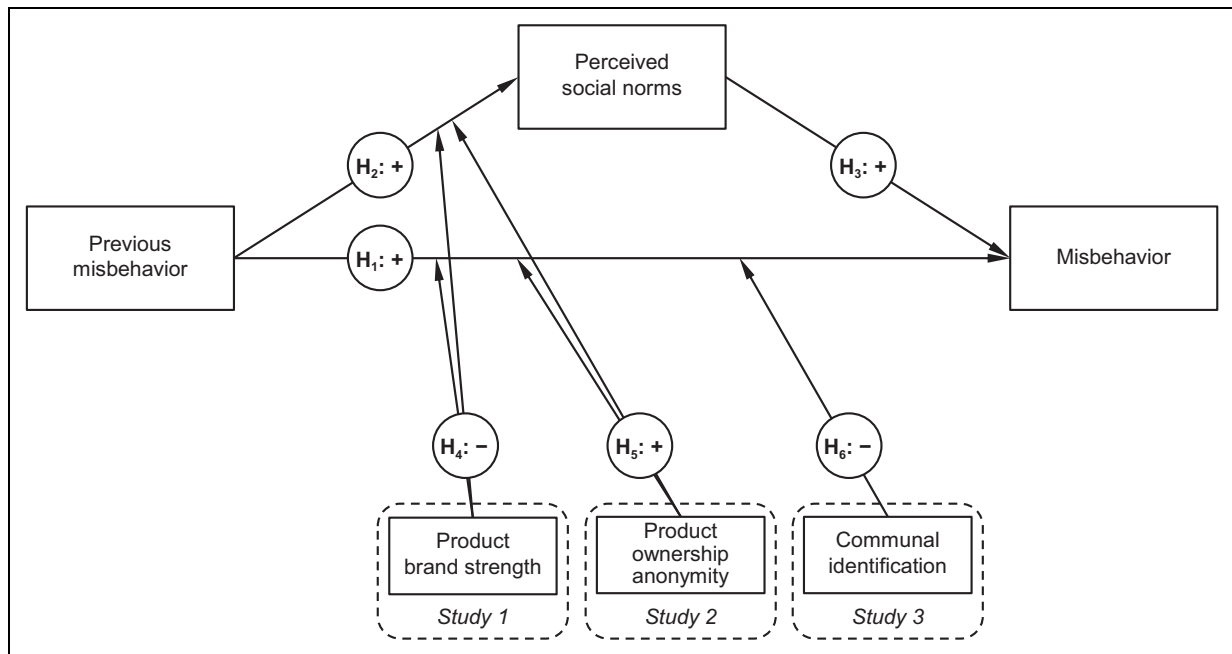 Perceived
social norms
H₂: +
H₃: +
Previous
misbehavior
H₁: +
Misbehavior
H₄: −
H₅: +
H₆: −
Product
brand strength
Study 1
Product
ownership
anonymity
Study 2
Communal
identification
Study 3